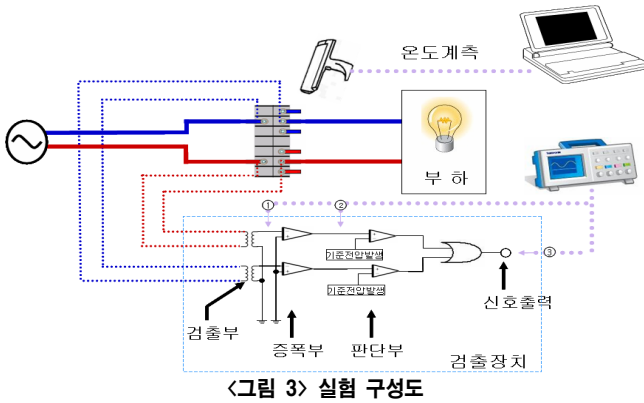 온도계측
부 하
①
②
기준전압발생
③
기준전압발생
신호출력
검출부
증폭부
판단부
검출장치
<그림 3> 실험 구성도